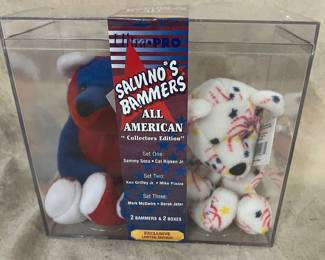 UltraPRO
SALVINO'S
BAMMERS
ALL
AMERICAN
"Collectors Edition"
Set One:
Sammy Sosa • Cal Ripken Jr.
Set Two:
Ken Griffey Jr. • Mike Piazza
Set Three:
Mark McGwire • Derek Jeter
2 BAMMERS & 2 BOXES
EXCLUSIVE
LIMITED EDITION